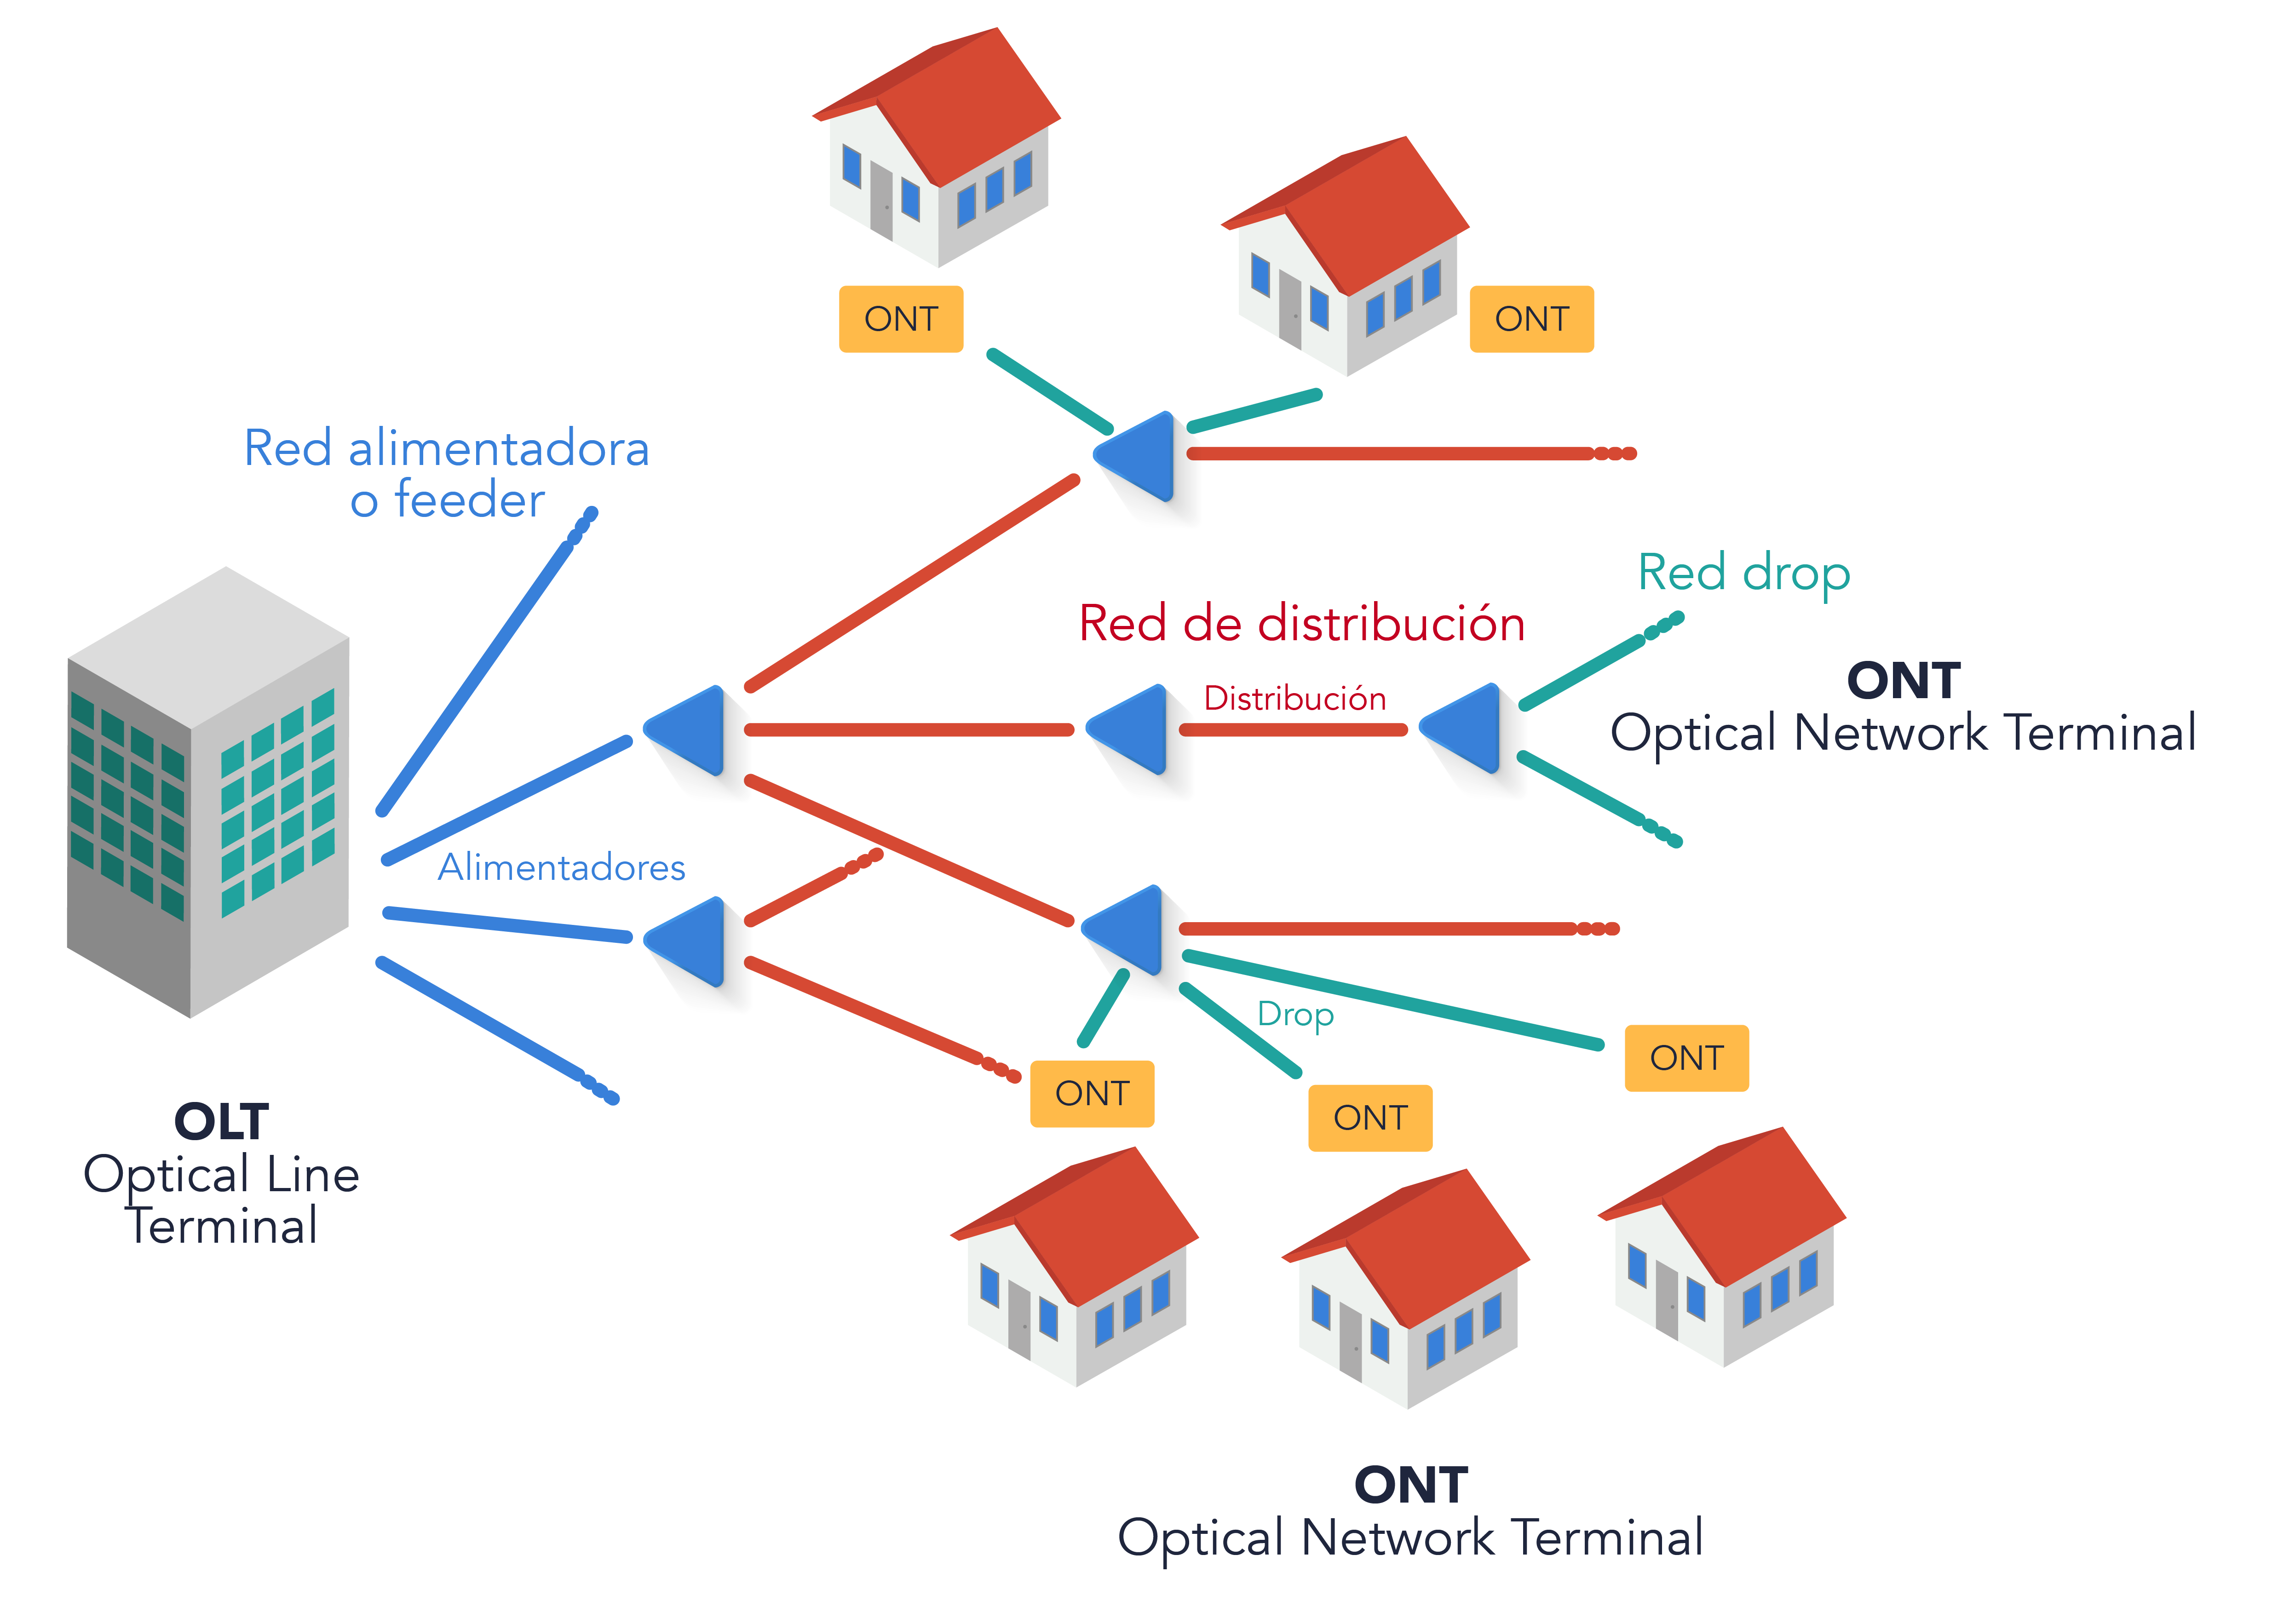 ONT
ONT
Red alimentadora
o feeder
Red drop
Red de distribución
ONT
Optical Network Terminal
Distribución
Alimentadores
Drop
ONT
ONT
ONT
OLT
Optical Line
Terminal
ONT
Optical Network Terminal